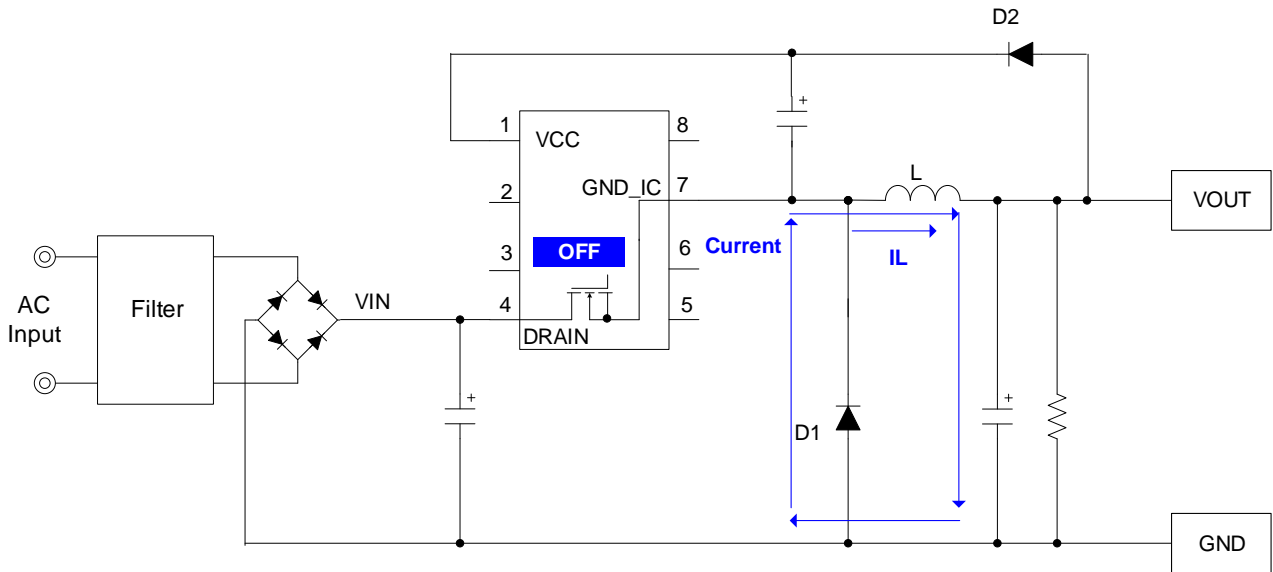 D2
+
1
VCC
8
2
GND_IC
7
L
VOUT
3
OFF
6
Current
IL
AC
Input
Filter
VIN
4
DRAIN
5
+
D1
+
GND